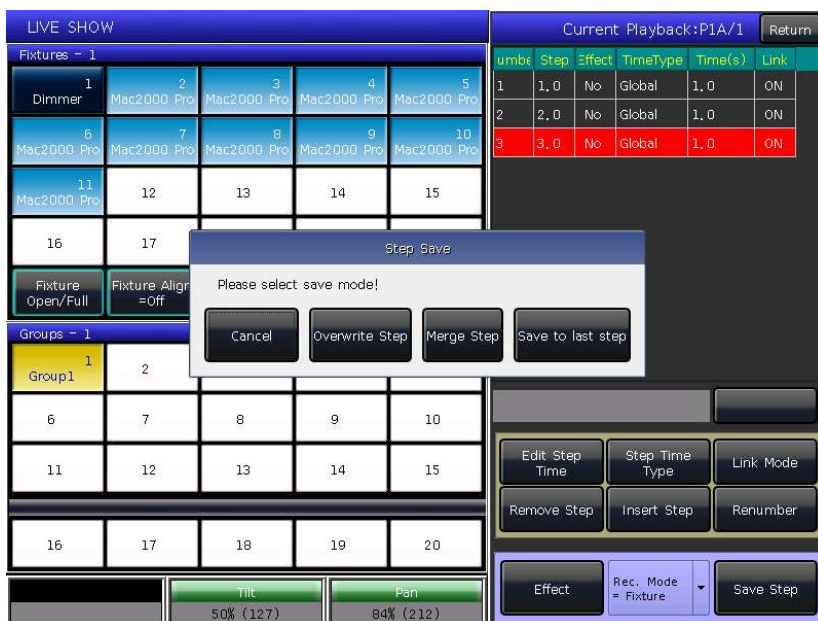 LIVE SHOW
Current Playback:P1A/1
Return
Fixtures - 1
umbe Step Effect TimeType Time(s) Link
1 1.0 No Global 1.0 ON
2 2.0 No Global 1.0 ON
3 3.0 No Global 1.0 ON
1 2 3 4 5
Dimmer Mac2000 Pro Mac2000 Pro Mac2000 Pro Mac2000 Pro
6 7 8 9 10
Mac2000 Pro Mac2000 Pro Mac2000 Pro Mac2000 Pro Mac2000 Pro
11
Mac2000 Pro
12 13 14 15
16 17
Fixture
Open/Full
Fixture Align
=Off
Step Save
Please select save mode!
Cancel
Overwrite Step
Merge Step
Save to last step
Groups - 1
1
Group1
2
6 7 8 9 10
11 12 13 14 15
16 17 18 19 20
Edit Step
Time
Step Time
Type
Link Mode
Remove Step
Insert Step
Renumber
Effect
Rec. Mode
= Fixture
Save Step
Tilt
50% (127)
Pan
84% (212)